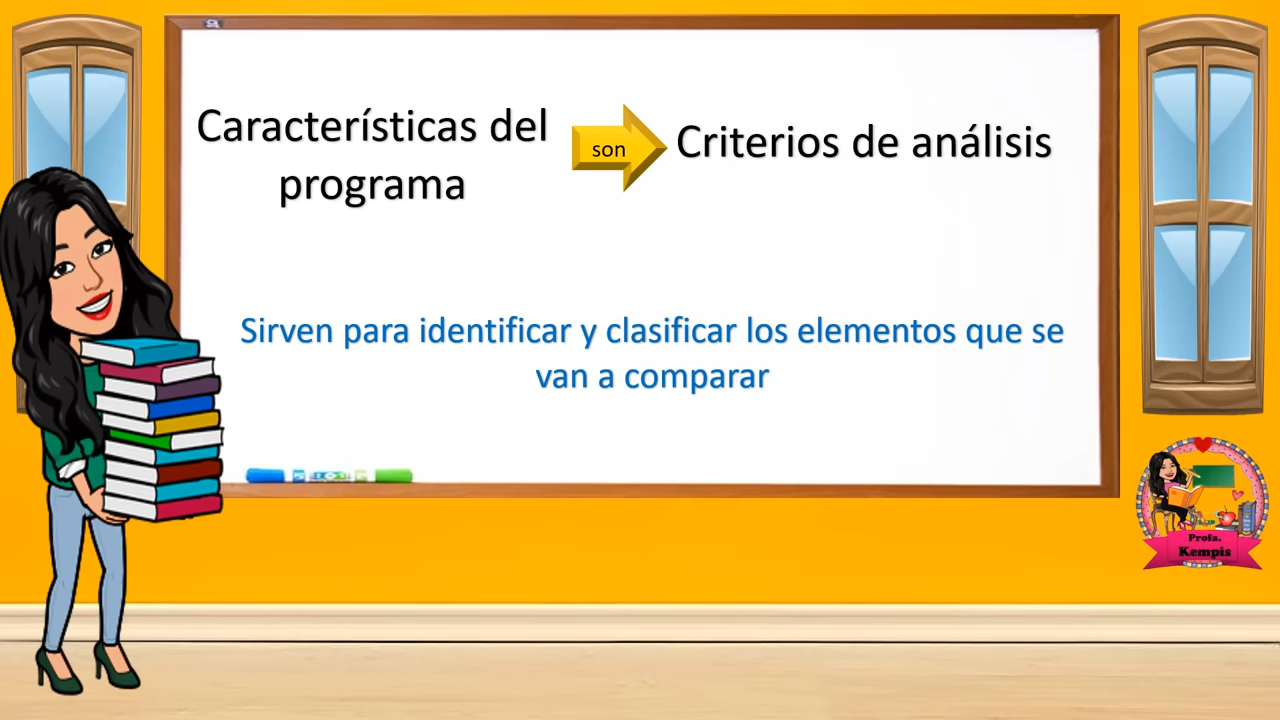 Características del
programa
son
Criterios de análisis
Sirven para identificar y clasificar los elementos que se
van a comparar
Profa.
Kempis